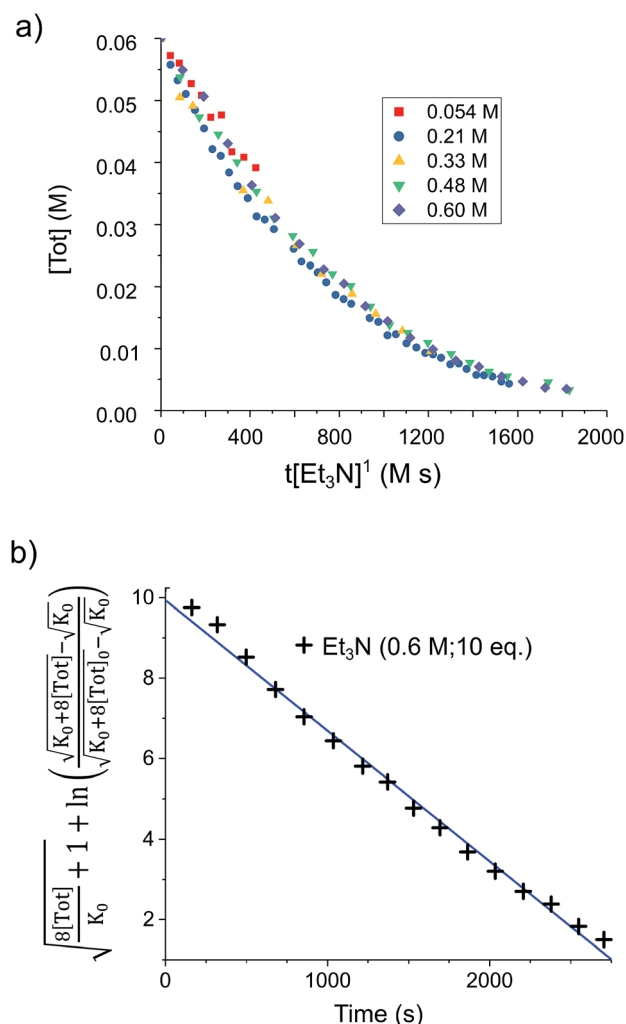 a)
0.06
0.05
0.04
0.03
0.02
0.01
0.00
[Tot] (M)
0.054 M
0.21 M
0.33 M
0.48 M
0.60 M
0 400 800 1200 1600 2000
t[Et₃N]¹ (M s)
b)
√(8[Tot]/K₀ + 1) + ln((√(K₀+8[Tot])−√K₀)/(√(K₀+8[Tot]₀)−√K₀))
10
8
6
4
2
Et₃N (0.6 M;10 eq.)
0 1000 2000
Time (s)